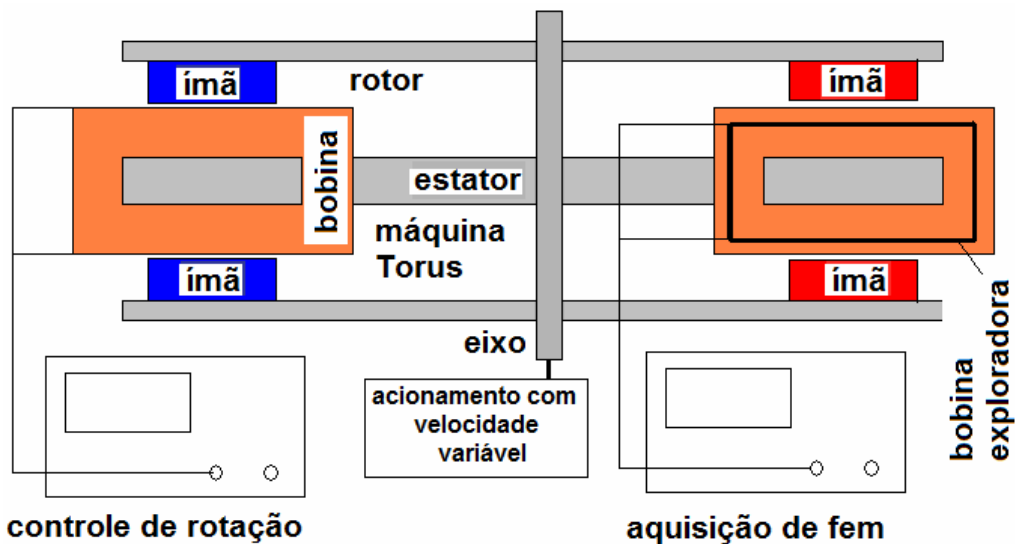 ímã
rotor
ímã
bobina
estator
máquina
Torus
ímã
ímã
eixo
acionamento com
velocidade
variável
bobina
exploradora
controle de rotação
aquisição de fem